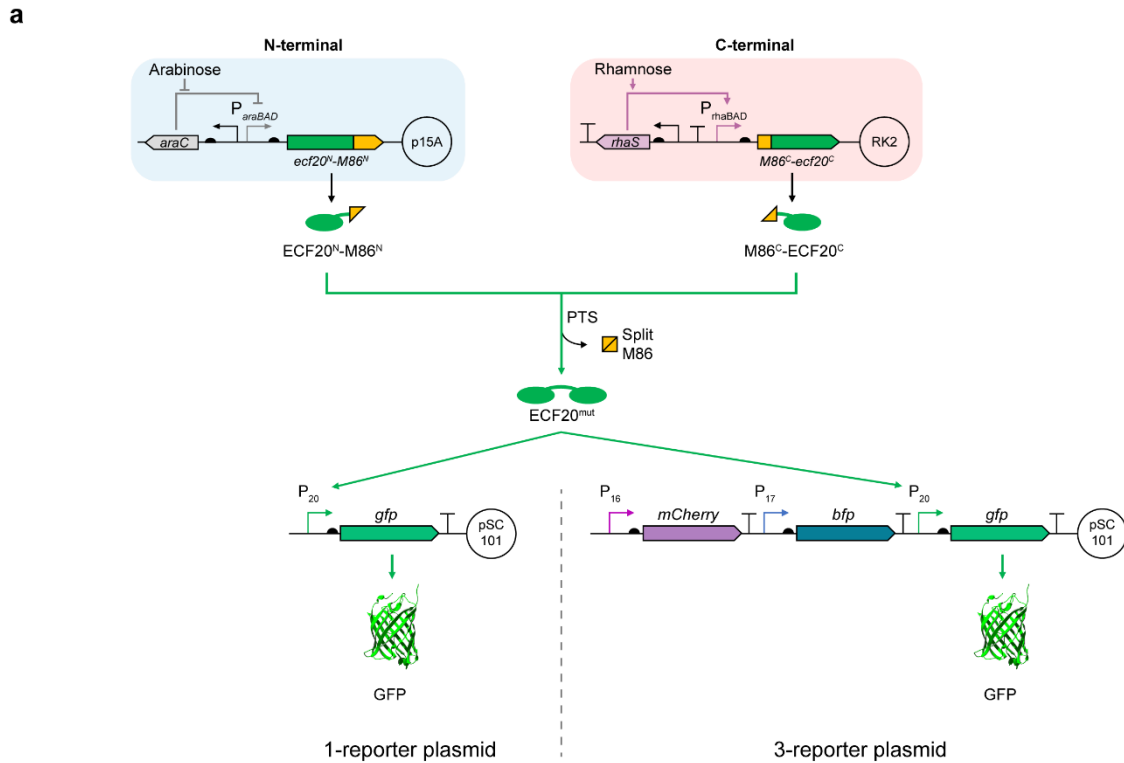 a
N-terminal
C-terminal
Arabinose
Rhamnose
P araBAD
P rhaBAD
araC
ecf20ᴺ-M86ᴺ
p15A
rhaS
M86ᶜ-ecf20ᶜ
RK2
ECF20ᴺ-M86ᴺ
M86ᶜ-ECF20ᶜ
PTS
Split
M86
ECF20ᵐᵘᵗ
P₂₀
gfp
pSC
101
P₁₆
mCherry
P₁₇
bfp
P₂₀
gfp
pSC
101
GFP
GFP
1-reporter plasmid
3-reporter plasmid